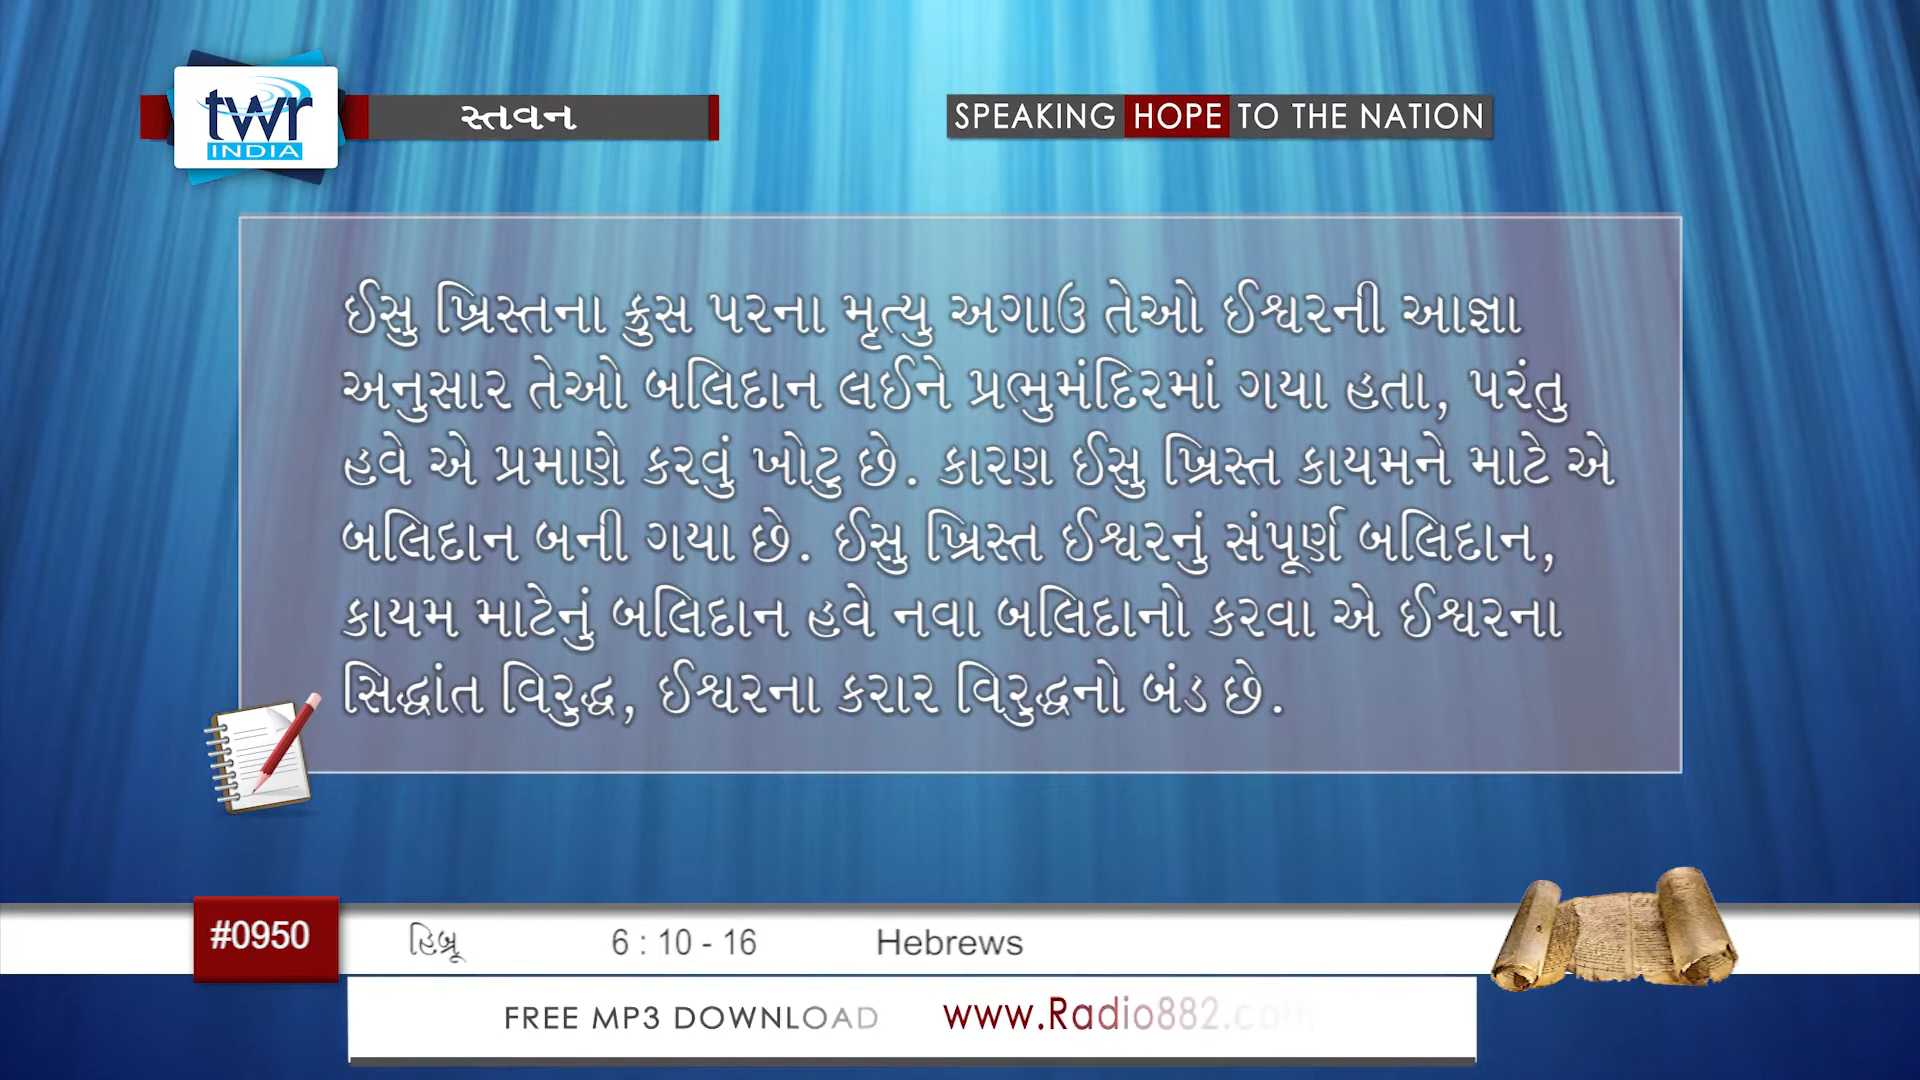 twr
INDIA
સ્તવન
SPEAKING HOPE TO THE NATION
ઈસુ ખ્રિસ્તના ક્રુસ પરના મૃત્યુ અગાઉ તેઓ ઈશ્વરની આજ્ઞા
અનુસાર તેઓ બલિદાન લઈને પ્રભુમંદિરમાં ગયા હતા, પરંતુ
હવે એ પ્રમાણે કરવું ખોટુ છે. કારણ ઈસુ ખ્રિસ્ત કાયમને માટે એ
બલિદાન બની ગયા છે. ઈસુ ખ્રિસ્ત ઈશ્વરનું સંપૂર્ણ બલિદાન,
કાયમ માટેનું બલિદાન હવે નવા બલિદાનો કરવા એ ઈશ્વરના
સિદ્ધાંત વિરુદ્ધ, ઈશ્વરના કરાર વિરુદ્ધનો બંડ છે.
#0950 હિબ્રૂ 6 : 10 - 16 Hebrews
FREE MP3 DOWNLOAD www.Radio882.com